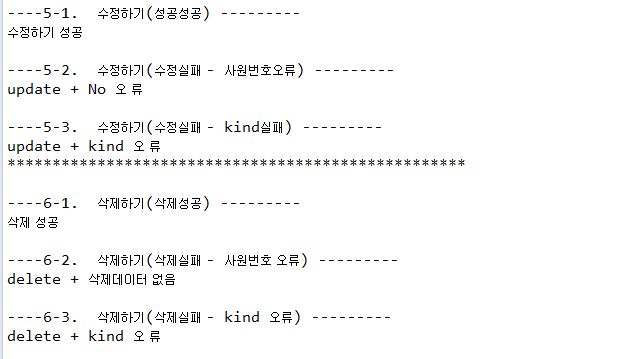 ----5-1.  수정하기(성공성공) ---------
수정하기 성공
----5-2.  수정하기(수정실패 - 사원번호오류) ---------
update + No 오류
----5-3.  수정하기(수정실패 - kind실패) ---------
update + kind 오류
***************************************************
----6-1.  삭제하기(삭제성공) ---------
삭제 성공
----6-2.  삭제하기(삭제실패 - 사원번호 오류) ---------
delete + 삭제데이터 없음
----6-3.  삭제하기(삭제실패 - kind 오류) ---------
delete + kind 오류